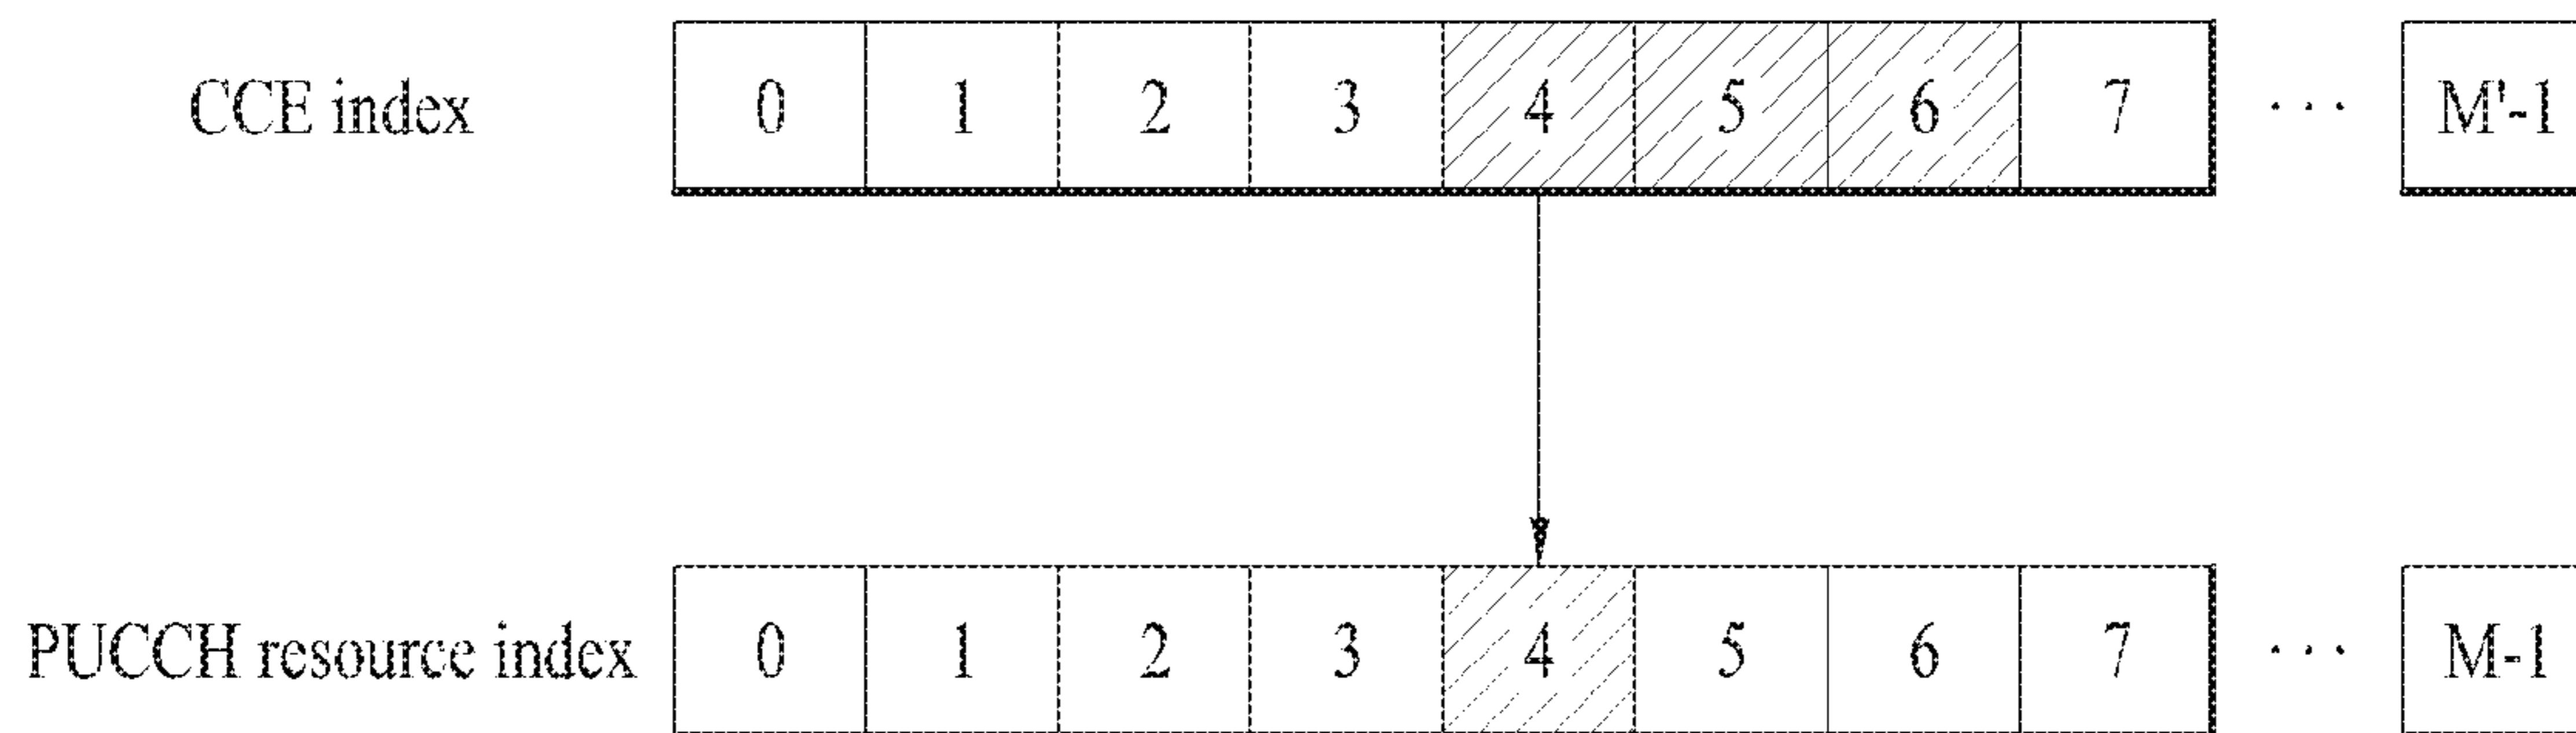 CCE index 0 1 2 3 4 5 6 7 ... M'-1
PUCCH resource index 0 1 2 3 4 5 6 7 ... M-1